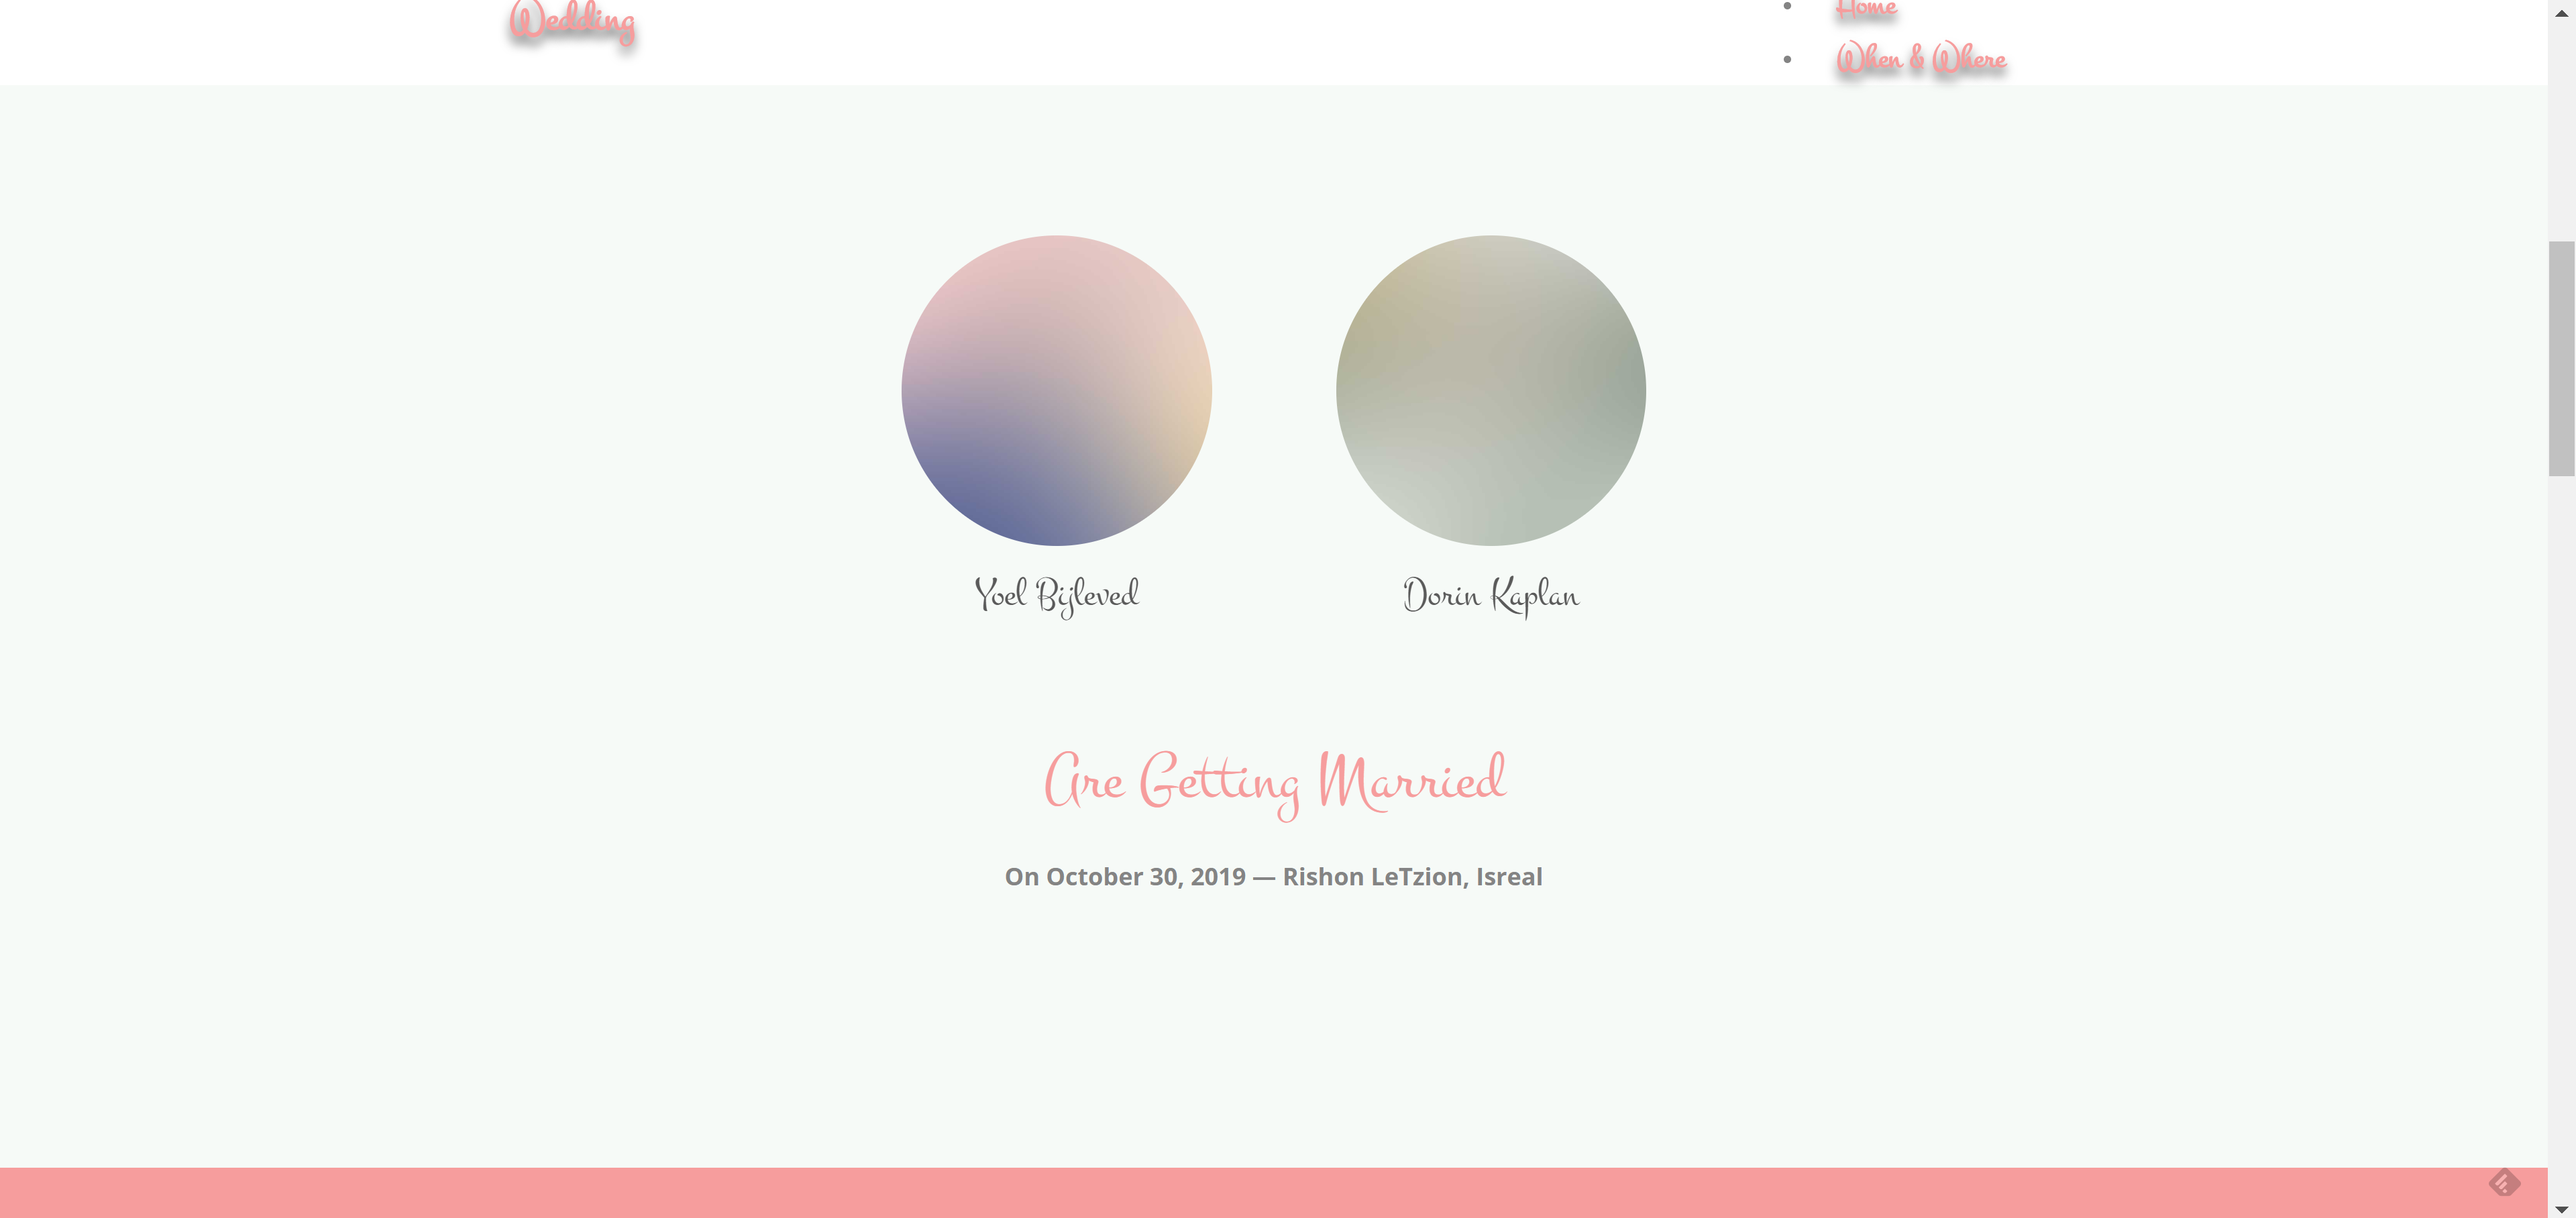 Wedding
Home
When & Where
Yoel Bijleved
Dorin Kaplan
Are Getting Married
On October 30, 2019 — Rishon LeTzion, Isreal